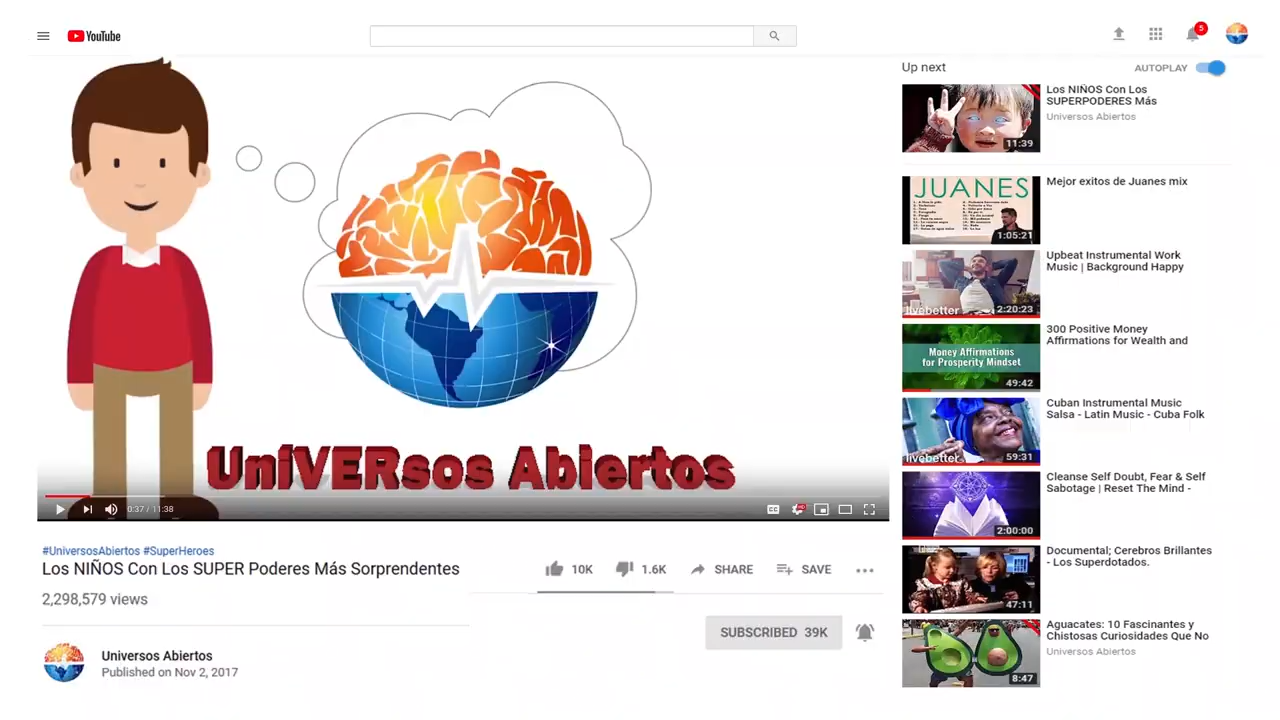 YouTube
5
Up next
AUTOPLAY
Los NIÑOS Con Los
SUPERPODERES Más
Universos Abiertos
11:39
JUANES
1:05:21
Mejor exitos de Juanes mix
Upbeat Instrumental Work
Music | Background Happy
livebetter
2:20:23
300 Positive Money
Affirmations for Wealth and
Money Affirmations
for Prosperity Mindset
49:42
Cuban Instrumental Music
Salsa - Latin Music - Cuba Folk
livebetter
59:31
Cleanse Self Doubt, Fear & Self
Sabotage | Reset The Mind -
2:00:00
Documental; Cerebros Brillantes
- Los Superdotados.
47:11
Aguacates: 10 Fascinantes y
Chistosas Curiosidades Que No
Universos Abiertos
8:47
UniVERsos Abiertos
0:37 / 11:38
CC
HD
#UniversosAbiertos #SuperHeroes
Los NIÑOS Con Los SUPER Poderes Más Sorprendentes
2,298,579 views
10K
1.6K
SHARE
SAVE
SUBSCRIBED 39K
Universos Abiertos
Published on Nov 2, 2017